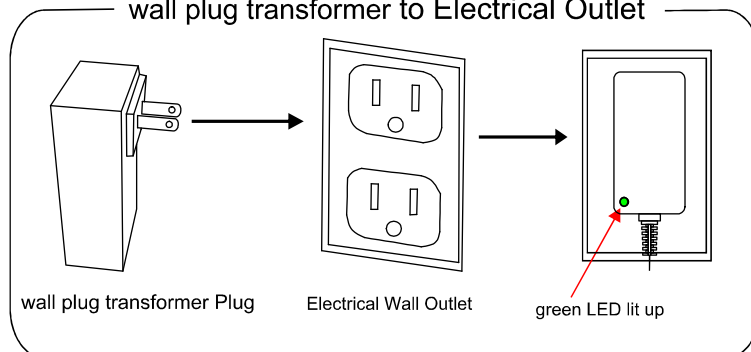 wall plug transformer to Electrical Outlet
wall plug transformer Plug
Electrical Wall Outlet
green LED lit up